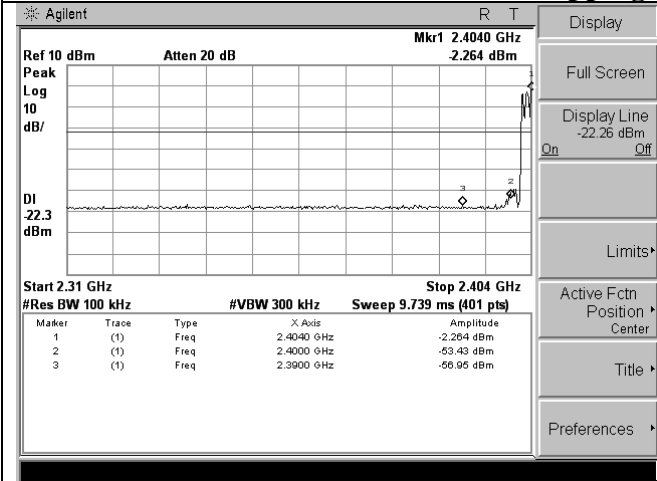 Agilent R T
Mkr1 2.4040 GHz
Ref 10 dBm Atten 20 dB -2.264 dBm
Peak
Log
10
dB/
1
2
3
DI
-22.3
dBm
Start 2.31 GHz Stop 2.404 GHz
#Res BW 100 kHz #VBW 300 kHz Sweep 9.739 ms (401 pts)
Marker Trace Type X Axis Amplitude
1 (1) Freq 2.4040 GHz -2.264 dBm
2 (1) Freq 2.4000 GHz -53.43 dBm
3 (1) Freq 2.3900 GHz -56.95 dBm
Display
Full Screen
Display Line
-22.26 dBm
On Off
Limits
Active Fctn
Position
Center
Title
Preferences